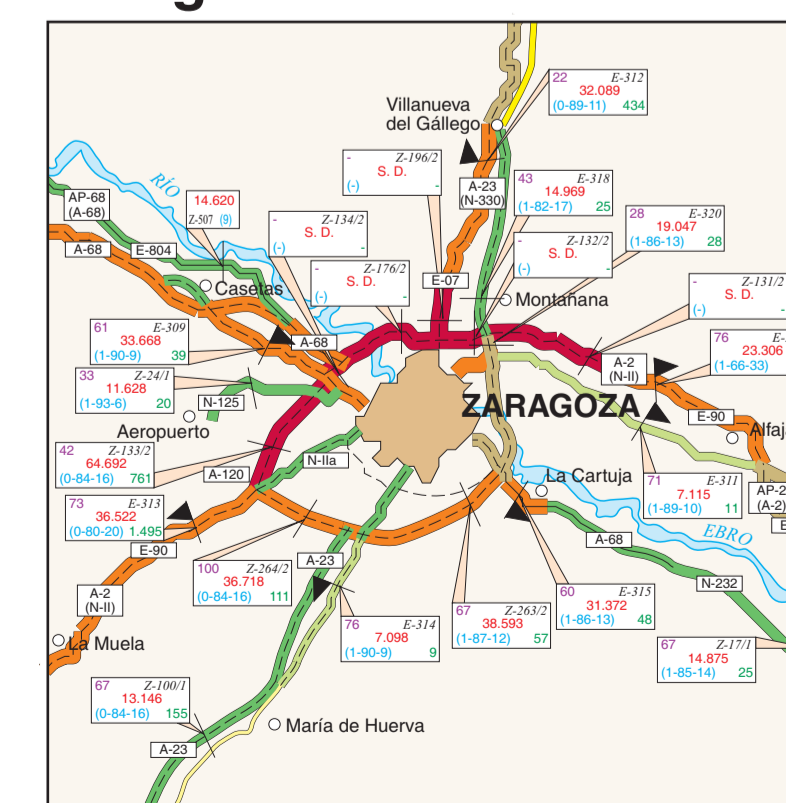 22 E-312
32.089
(0-89-11) 434
Villanueva
del Gállego
- Z-196/2
S. D.
(-) -
A-23
(N-330)
43 E-318
14.969
(1-82-17) 25
RÍO
AP-68
(A-68)
14.620
Z-507 (9)
- Z-134/2
S. D.
(-) -
28 E-320
19.047
(1-86-13) 28
- Z-132/2
S. D.
(-) -
A-68
E-804
- Z-176/2
S. D.
(-) -
E-07
Casetas
Montañana
- Z-131/2
S. D.
(-) -
61 E-309
33.668
(1-90-9) 39
A-68
76
23.306
(1-66-33)
A-2
(N-II)
33 Z-24/1
11.628
(1-93-6) 20
N-125
ZARAGOZA
E-90
Aeropuerto
Alfaj
42 Z-133/2
64.692
(0-84-16) 761
N-IIa
A-120
La Cartuja
71 E-311
7.115
(1-89-10) 11
AP-2
(A-2)
E
73 E-313
36.522
(0-80-20) 1.495
EBRO
E-90
A-68
100 Z-264/2
36.718
(0-84-16) 111
A-23
N-232
A-2
(N-II)
60 E-315
31.372
(1-86-13) 48
67 Z-263/2
38.593
(1-87-12) 57
76 E-314
7.098
(1-90-9) 9
La Muela
67 Z-17/1
14.875
(1-85-14) 25
67 Z-100/1
13.146
(0-84-16) 155
María de Huerva
A-23